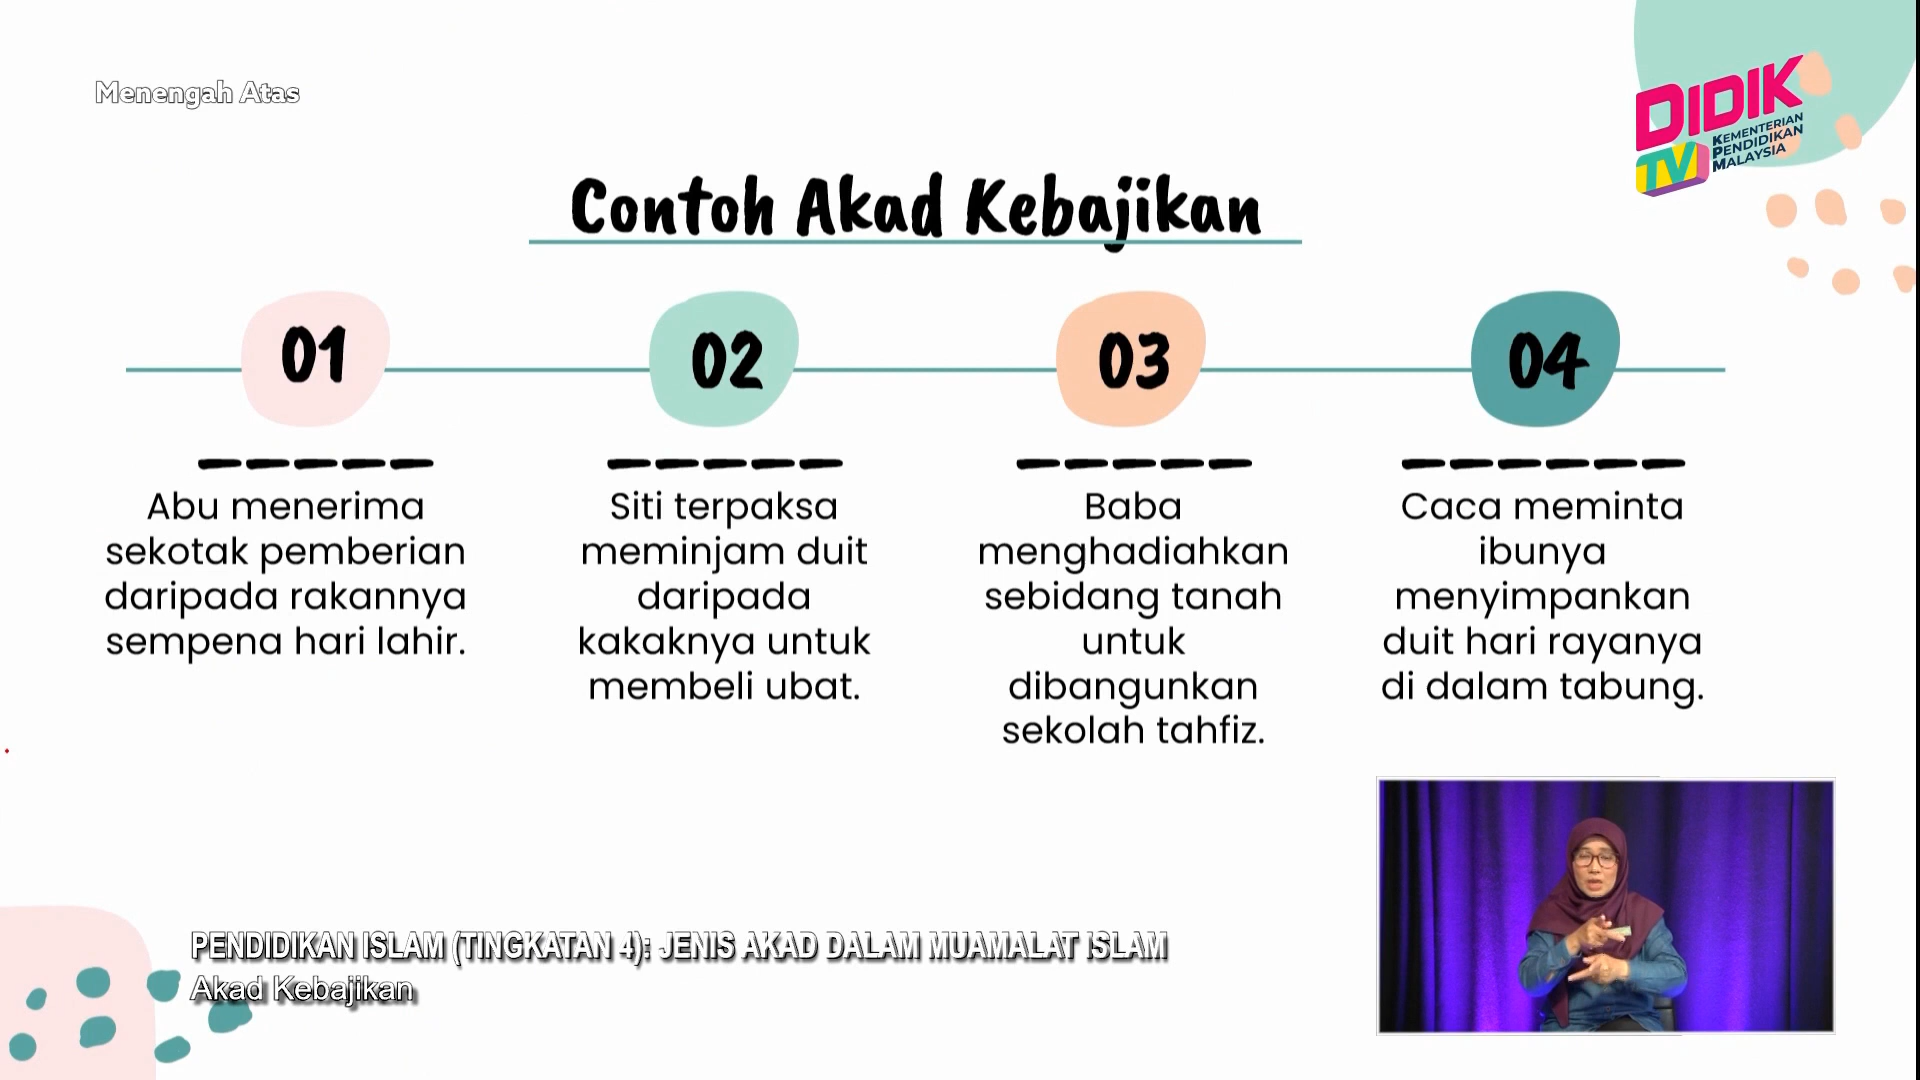 Menengah Atas
DIDIK
TV
KEMENTERIAN
PENDIDIKAN
MALAYSIA
Contoh Akad Kebajikan
01
02
03
04
Abu menerima
sekotak pemberian
daripada rakannya
sempena hari lahir.
Siti terpaksa
meminjam duit
daripada
kakaknya untuk
membeli ubat.
Baba
menghadiahkan
sebidang tanah
untuk
dibangunkan
sekolah tahfiz.
Caca meminta
ibunya
menyimpankan
duit hari rayanya
di dalam tabung.
PENDIDIKAN ISLAM (TINGKATAN 4): JENIS AKAD DALAM MUAMALAT ISLAM
Akad Kebajikan